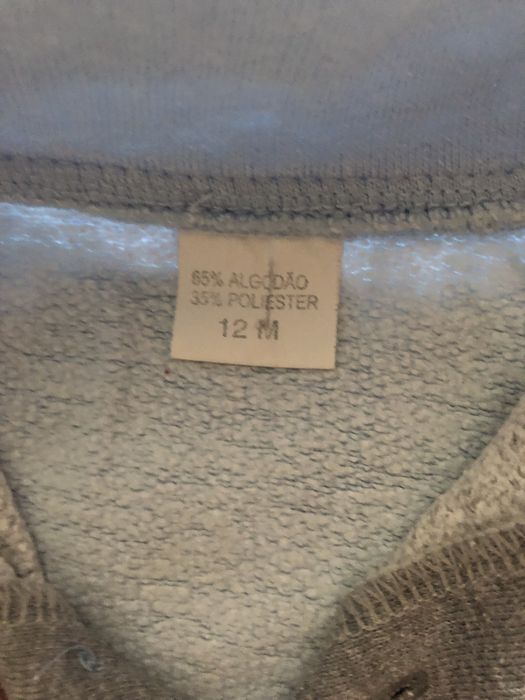 65% ALGODÃO
35% POLIESTER
12 M